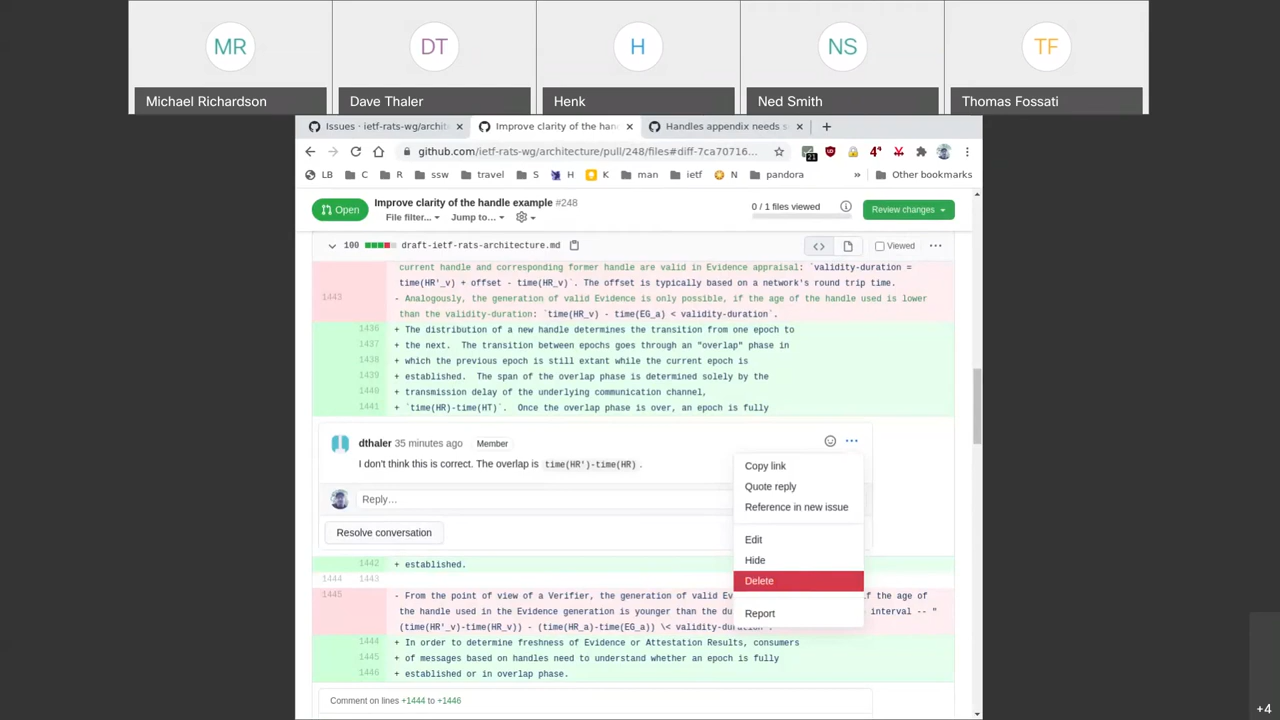 MR
DT
H
NS
TF
Michael Richardson
Dave Thaler
Henk
Ned Smith
Thomas Fossati
Issues · ietf-rats-wg/archit
Improve clarity of the han
Handles appendix needs
github.com/ietf-rats-wg/architecture/pull/248/files#diff-7ca70716...
21
LB
C
R
ssw
travel
S
H
K
man
ietf
N
pandora
»
Other bookmarks
Open
Improve clarity of the handle example #248
File filter...
Jump to...
0 / 1 files viewed
Review changes
100
draft-ietf-rats-architecture.md
Viewed
current handle and corresponding former handle are valid in Evidence appraisal: `validity-duration =
time(HR'_v) + offset - time(HR_v)`. The offset is typically based on a network's round trip time.
1443 - Analogously, the generation of valid Evidence is only possible, if the age of the handle used is lower
than the validity-duration: `time(HR_v) - time(EG_a) < validity-duration`.
1436 + The distribution of a new handle determines the transition from one epoch to
1437 + the next. The transition between epochs goes through an "overlap" phase in
1438 + which the previous epoch is still extant while the current epoch is
1439 + established. The span of the overlap phase is determined solely by the
1440 + transmission delay of the underlying communication channel,
1441 + `time(HR)-time(HT)`. Once the overlap phase is over, an epoch is fully
dthaler 35 minutes ago Member
I don't think this is correct. The overlap is time(HR')-time(HR) .
Reply...
Resolve conversation
Copy link
Quote reply
Reference in new issue
Edit
Hide
Delete
Report
1442 + established.
1444 1443
1445 - From the point of view of a Verifier, the generation of valid Ev if the age of
the handle used in the Evidence generation is younger than the du interval -- "
(time(HR'_v)-time(HR_v)) - (time(HR_a)-time(EG_a)) \< validity-duration".
1444 + In order to determine freshness of Evidence or Attestation Results, consumers
1445 + of messages based on handles need to understand whether an epoch is fully
1446 + established or in overlap phase.
Comment on lines +1444 to +1446
+4